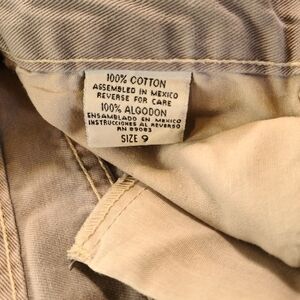 100% COTTON
ASSEMBLED IN MEXICO
REVERSE FOR CARE
100% ALGODON
ENSAMBLADO EN MEXICO
INSTRUCCIONES AL REVERSO
RN 89083
SIZE 9